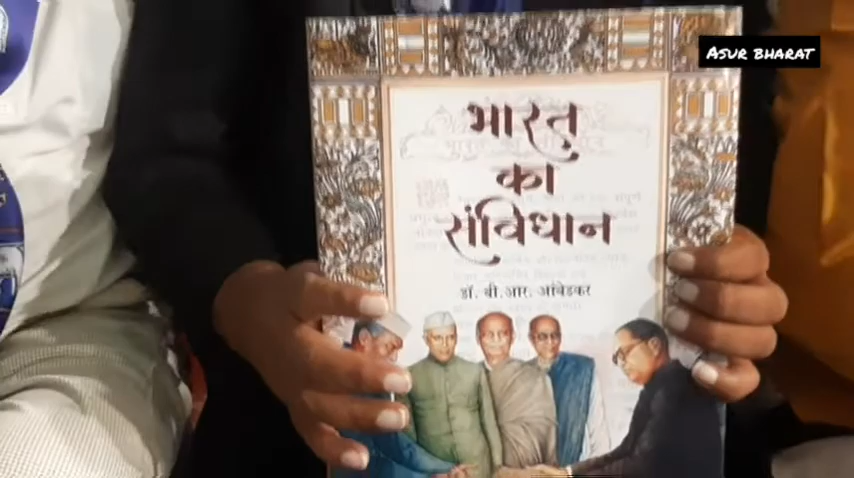 ASUR BHARAT
भारत
का
संविधान
डॉ. बी.आर. आंबेडकर